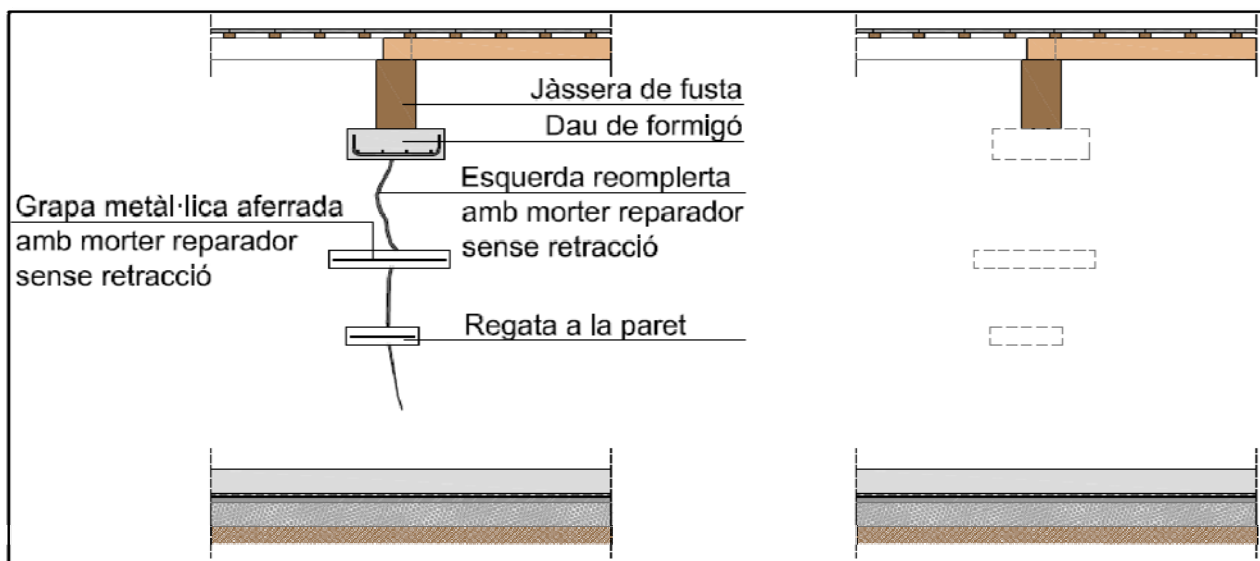 Jàssera de fusta
Dau de formigó
Esquerda reomplerta
amb morter reparador
sense retracció
Grapa metàl·lica aferrada
amb morter reparador
sense retracció
Regata a la paret